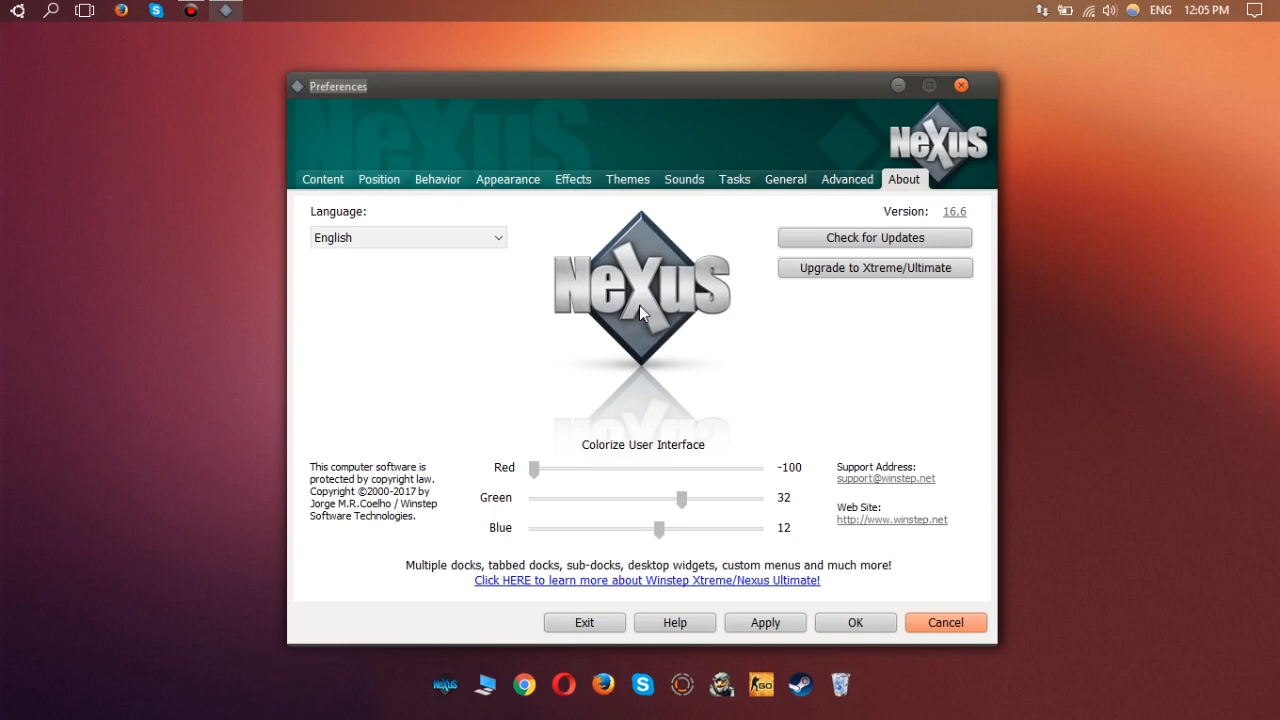 ENG 12:05 PM
Preferences
NeXuS
NeXuS
Content Position Behavior Appearance Effects Themes Sounds Tasks General Advanced About
Language:
English
Version: 16.6
Check for Updates
Upgrade to Xtreme/Ultimate
NeXuS
Colorize User Interface
Red -100
Green 32
Blue 12
This computer software is
protected by copyright law.
Copyright ©2000-2017 by
Jorge M.R.Coelho / Winstep
Software Technologies.
Support Address:
support@winstep.net
Web Site:
http://www.winstep.net
Multiple docks, tabbed docks, sub-docks, desktop widgets, custom menus and much more!
Click HERE to learn more about Winstep Xtreme/Nexus Ultimate!
Exit Help Apply OK Cancel
NeXuS
GO